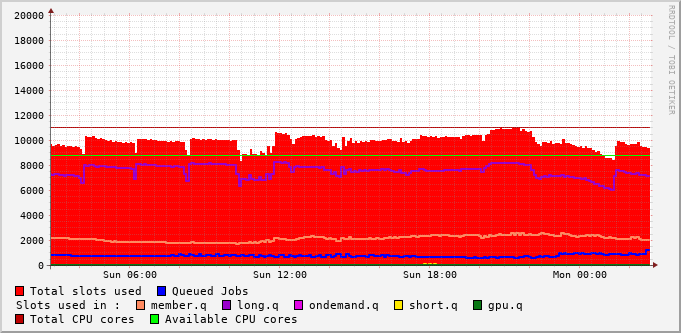 RRDTOOL / TOBI OETIKER
20000
18000
16000
14000
12000
10000
8000
6000
4000
2000
0
Sun 06:00 Sun 12:00 Sun 18:00 Mon 00:00
Total slots used Queued Jobs
Slots used in : member.q long.q ondemand.q short.q gpu.q
Total CPU cores Available CPU cores